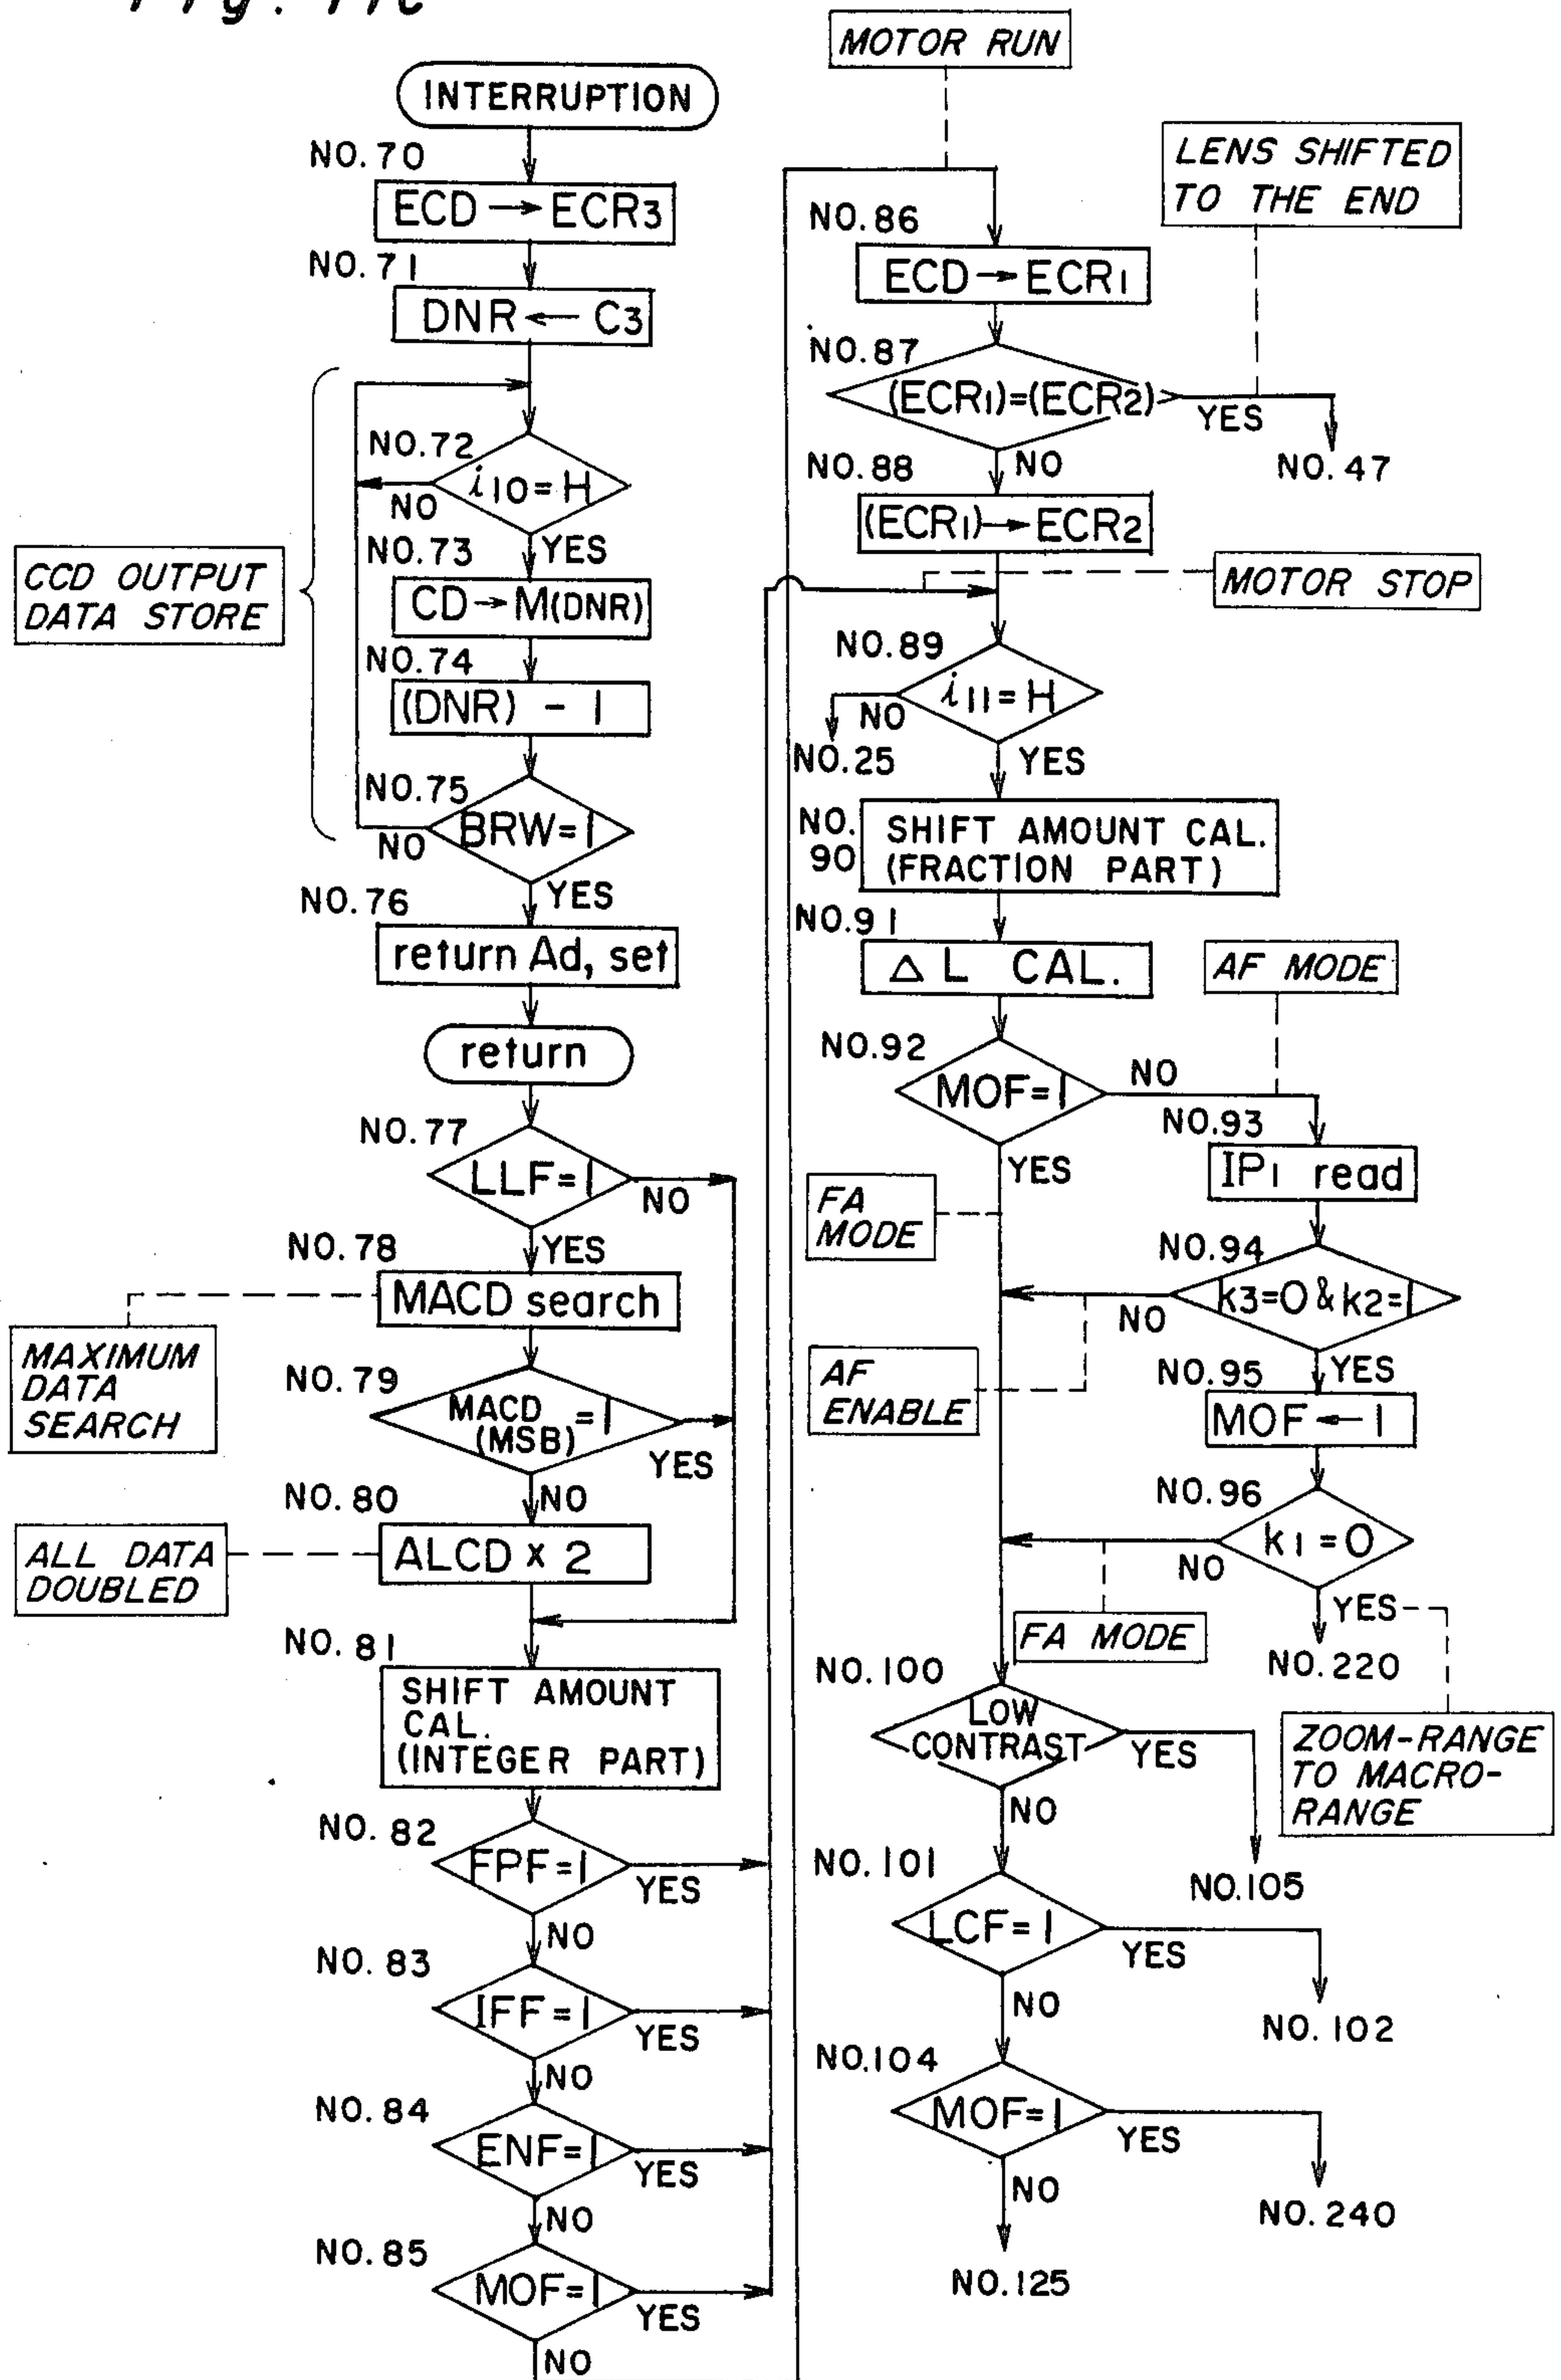 Fig. 11c
INTERRUPTION
NO. 70
ECD → ECR3
NO. 71
DNR ← C3
NO. 72
i10 = H
NO
YES
NO. 73
CD → M(DNR)
CCD OUTPUT
DATA STORE
NO. 74
(DNR) - 1
NO. 75
BRW=1
NO
YES
NO. 76
return Ad, set
return
NO. 77
LLF=1
NO
YES
NO. 78
MACD search
MAXIMUM
DATA
SEARCH
NO. 79
MACD
(MSB) =1
YES
NO
NO. 80
ALCD x 2
ALL DATA
DOUBLED
NO. 81
SHIFT AMOUNT
CAL.
(INTEGER PART)
NO. 82
FPF=1
YES
NO
NO. 83
IFF=1
YES
NO
NO. 84
ENF=1
YES
NO
NO. 85
MOF=1
YES
NO
MOTOR RUN
LENS SHIFTED
TO THE END
NO. 86
ECD → ECR1
NO. 87
(ECR1)=(ECR2)
YES
NO. 47
NO
NO. 88
(ECR1) → ECR2
MOTOR STOP
NO. 89
i11 = H
NO
NO. 25
YES
NO.
90
SHIFT AMOUNT CAL.
(FRACTION PART)
NO. 91
△ L CAL.
AF MODE
NO. 92
MOF=1
NO
YES
NO. 93
IP1 read
FA
MODE
NO. 94
k3=0 & k2=1
NO
YES
AF
ENABLE
NO. 95
MOF ← 1
NO. 96
k1 = 0
NO
YES
FA MODE
NO. 220
ZOOM-RANGE
TO MACRO-
RANGE
NO. 100
LOW
CONTRAST
YES
NO
NO. 105
NO. 101
LCF=1
YES
NO
NO. 102
NO. 104
MOF=1
YES
NO
NO. 240
NO. 125